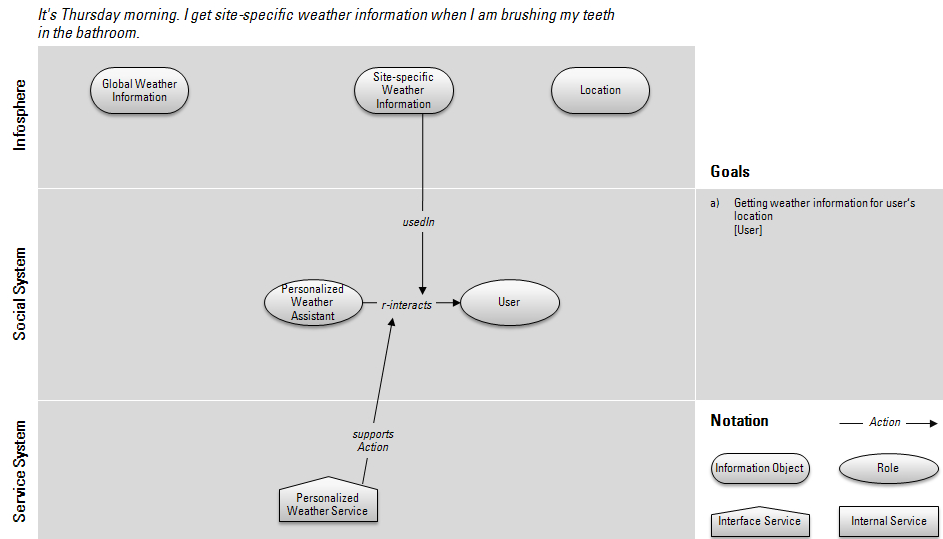 It's Thursday morning. I get site-specific weather information when I am brushing my teeth
in the bathroom.
Infosphere
Global Weather
Information
Site-specific
Weather
Information
Location
Goals
a) Getting weather information for user's
location
[User]
usedIn
Social System
Personalized
Weather
Assistant
r-interacts
User
Service System
supports
Action
Personalized
Weather Service
Notation
Action
Information Object
Role
Interface Service
Internal Service